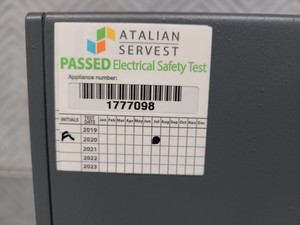 ATALIAN
SERVEST
PASSED Electrical Safety Test
Appliance number:
1777098
INITIALS TEST DATE Jan Feb Mar Apr May Jun Jul Aug Sep Oct Nov Dec
2019
2020
2021
2022
2023